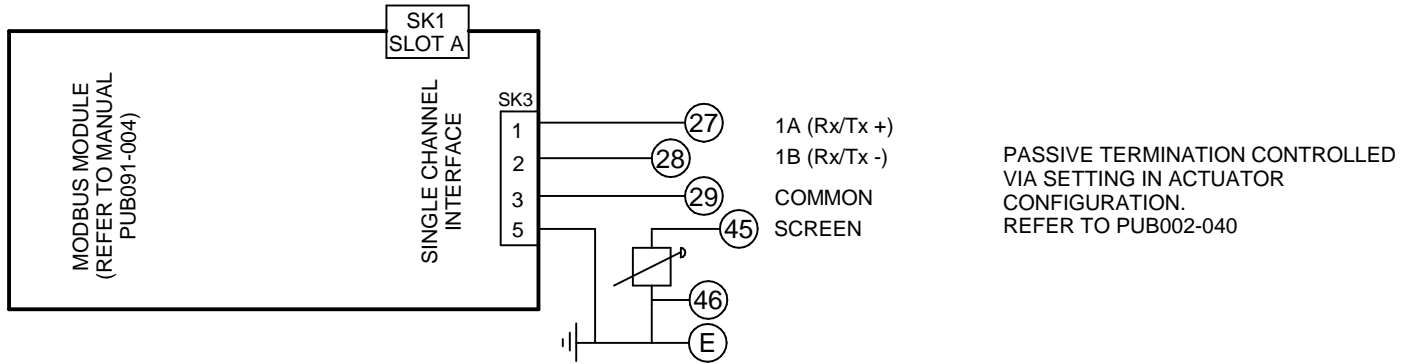 SK1
SLOT A
MODBUS MODULE
(REFER TO MANUAL
PUB091-004)
SINGLE CHANNEL
INTERFACE
SK3
1
27
1A (Rx/Tx +)
2
28
1B (Rx/Tx -)
3
29
COMMON
5
45
SCREEN
46
E
PASSIVE TERMINATION CONTROLLED
VIA SETTING IN ACTUATOR
CONFIGURATION.
REFER TO PUB002-040